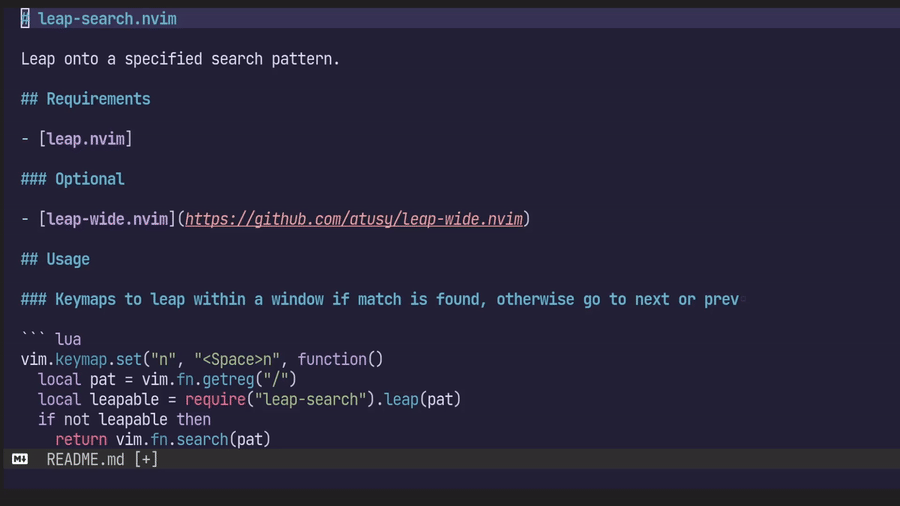 # leap-search.nvim
Leap onto a specified search pattern.
## Requirements
- [leap.nvim]
### Optional
- [leap-wide.nvim](https://github.com/atusy/leap-wide.nvim)
## Usage
### Keymaps to leap within a window if match is found, otherwise go to next or prev
``` lua
vim.keymap.set("n", "<Space>n", function()
  local pat = vim.fn.getreg("/")
  local leapable = require("leap-search").leap(pat)
  if not leapable then
    return vim.fn.search(pat)
M↓ README.md [+]